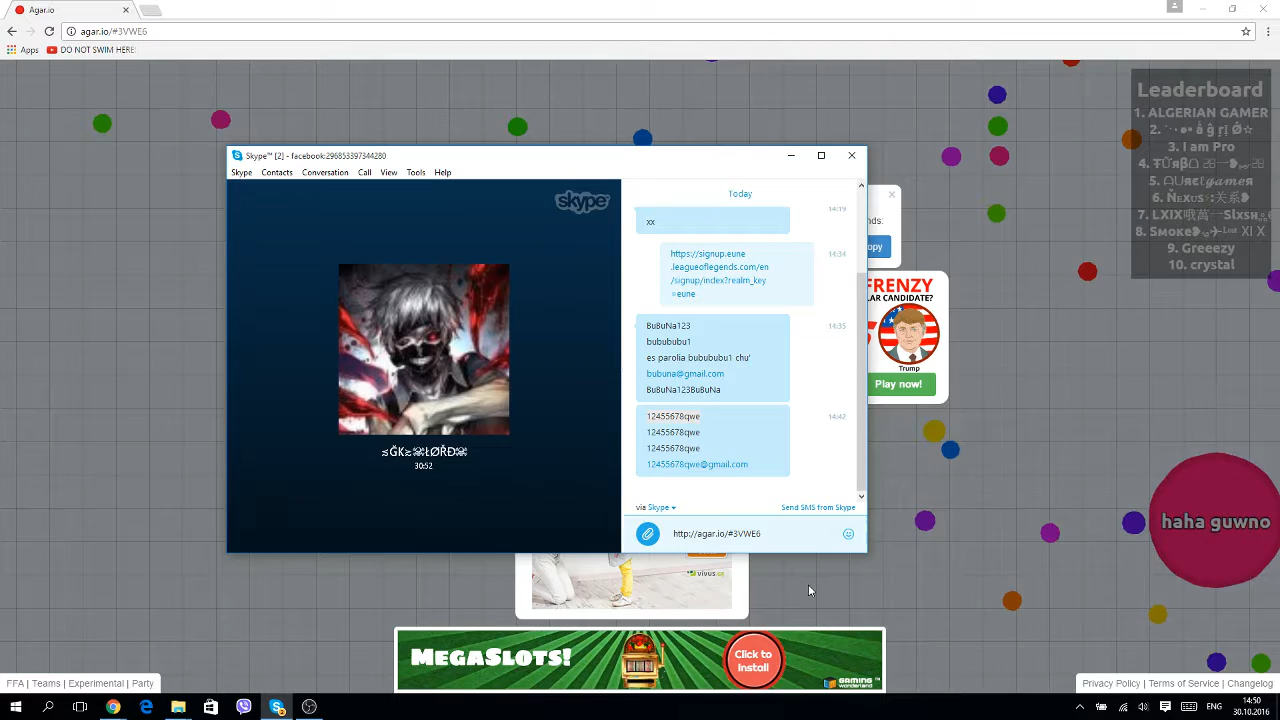 Agar.io
agar.io/#3VWE6
Apps
DO NOT SWIM HERE!
Leaderboard
1. ALGERIAN GAMER
3. I am Pro
9. Greeezy
10. crystal
Skype™ [2] - facebook:296853397344280
Skype Contacts Conversation Call View Tools Help
skype
30:52
Today
xx
14:19
https://signup.eune
.leagueoflegends.com/en
/signup/index?realm_key
=eune
14:34
BuBuNa123
14:35
bubububu1
es parolia bubububu1 chu'
bubuna@gmail.com
BuBuNa123BuBuNa
12455678qwe
14:42
12455678qwe
12455678qwe
12455678qwe@gmail.com
via Skype
Send SMS from Skype
http://agar.io/#3VWE6
FRENZY
Trump
Play now!
haha guwno
vivus
MEGASLOTS!
Click to
install
GAMING
WONDERLAND
FFA | Teams | Experimental | Party
Privacy Policy | Terms of Service | Changelog
ENG
14:50
30.10.2016